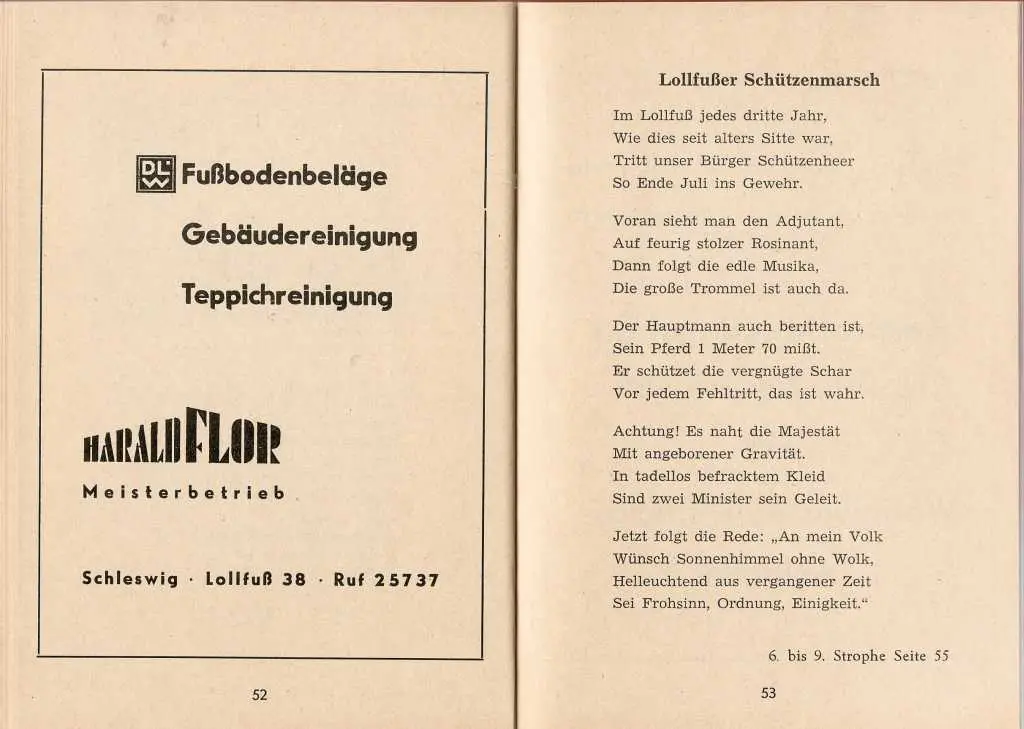 DLW Fußbodenbeläge
Gebäudereinigung
Teppichreinigung
HARALD FLOR
Meisterbetrieb
Schleswig · Lollfuß 38 · Ruf 25737
52
Lollfußer Schützenmarsch
Im Lollfuß jedes dritte Jahr,
Wie dies seit alters Sitte war,
Tritt unser Bürger Schützenheer
So Ende Juli ins Gewehr.
Voran sieht man den Adjutant,
Auf feurig stolzer Rosinant,
Dann folgt die edle Musika,
Die große Trommel ist auch da.
Der Hauptmann auch beritten ist,
Sein Pferd 1 Meter 70 mißt.
Er schützet die vergnügte Schar
Vor jedem Fehltritt, das ist wahr.
Achtung! Es naht die Majestät
Mit angeborener Gravität.
In tadellos befracktem Kleid
Sind zwei Minister sein Geleit.
Jetzt folgt die Rede: „An mein Volk
Wünsch Sonnenhimmel ohne Wolk,
Helleuchtend aus vergangener Zeit
Sei Frohsinn, Ordnung, Einigkeit.“
6. bis 9. Strophe Seite 55
53